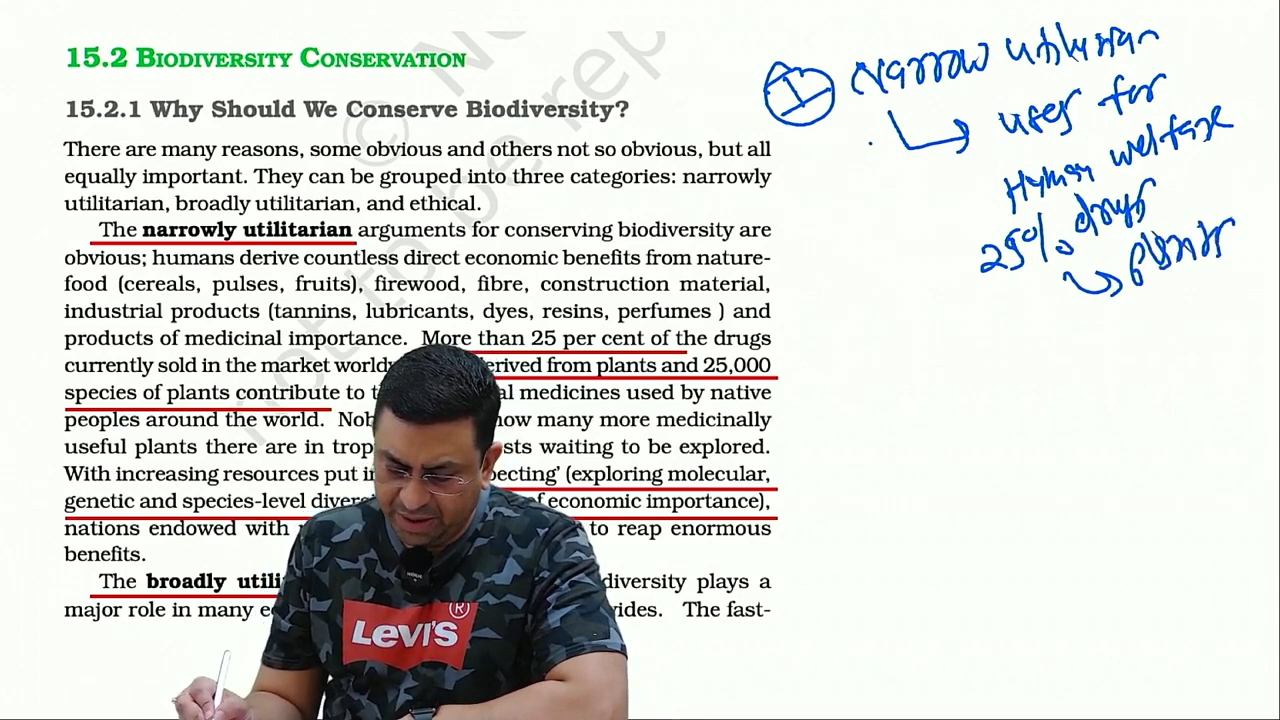 15.2 BIODIVERSITY CONSERVATION
15.2.1 Why Should We Conserve Biodiversity?
There are many reasons, some obvious and others not so obvious, but all
equally important. They can be grouped into three categories: narrowly
utilitarian, broadly utilitarian, and ethical.
The narrowly utilitarian arguments for conserving biodiversity are
obvious; humans derive countless direct economic benefits from nature-
food (cereals, pulses, fruits), firewood, fibre, construction material,
industrial products (tannins, lubricants, dyes, resins, perfumes ) and
products of medicinal importance. More than 25 per cent of the drugs
currently sold in the market erived from plants and 25,000
species of plants contribute to medicines used by native
peoples around the world. how many more medicinally
useful plants there are in waiting to be explored.
With increasing resources put pecting' (exploring molecular,
genetic and species-level of economic importance),
nations endowed with to reap enormous
benefits.
The broadly diversity plays a
major role in many The fast-
1 Narrow utilitarian
uses for
Human welfare
25% drugs
plants
© No
not to be rep
LEVI'S ®